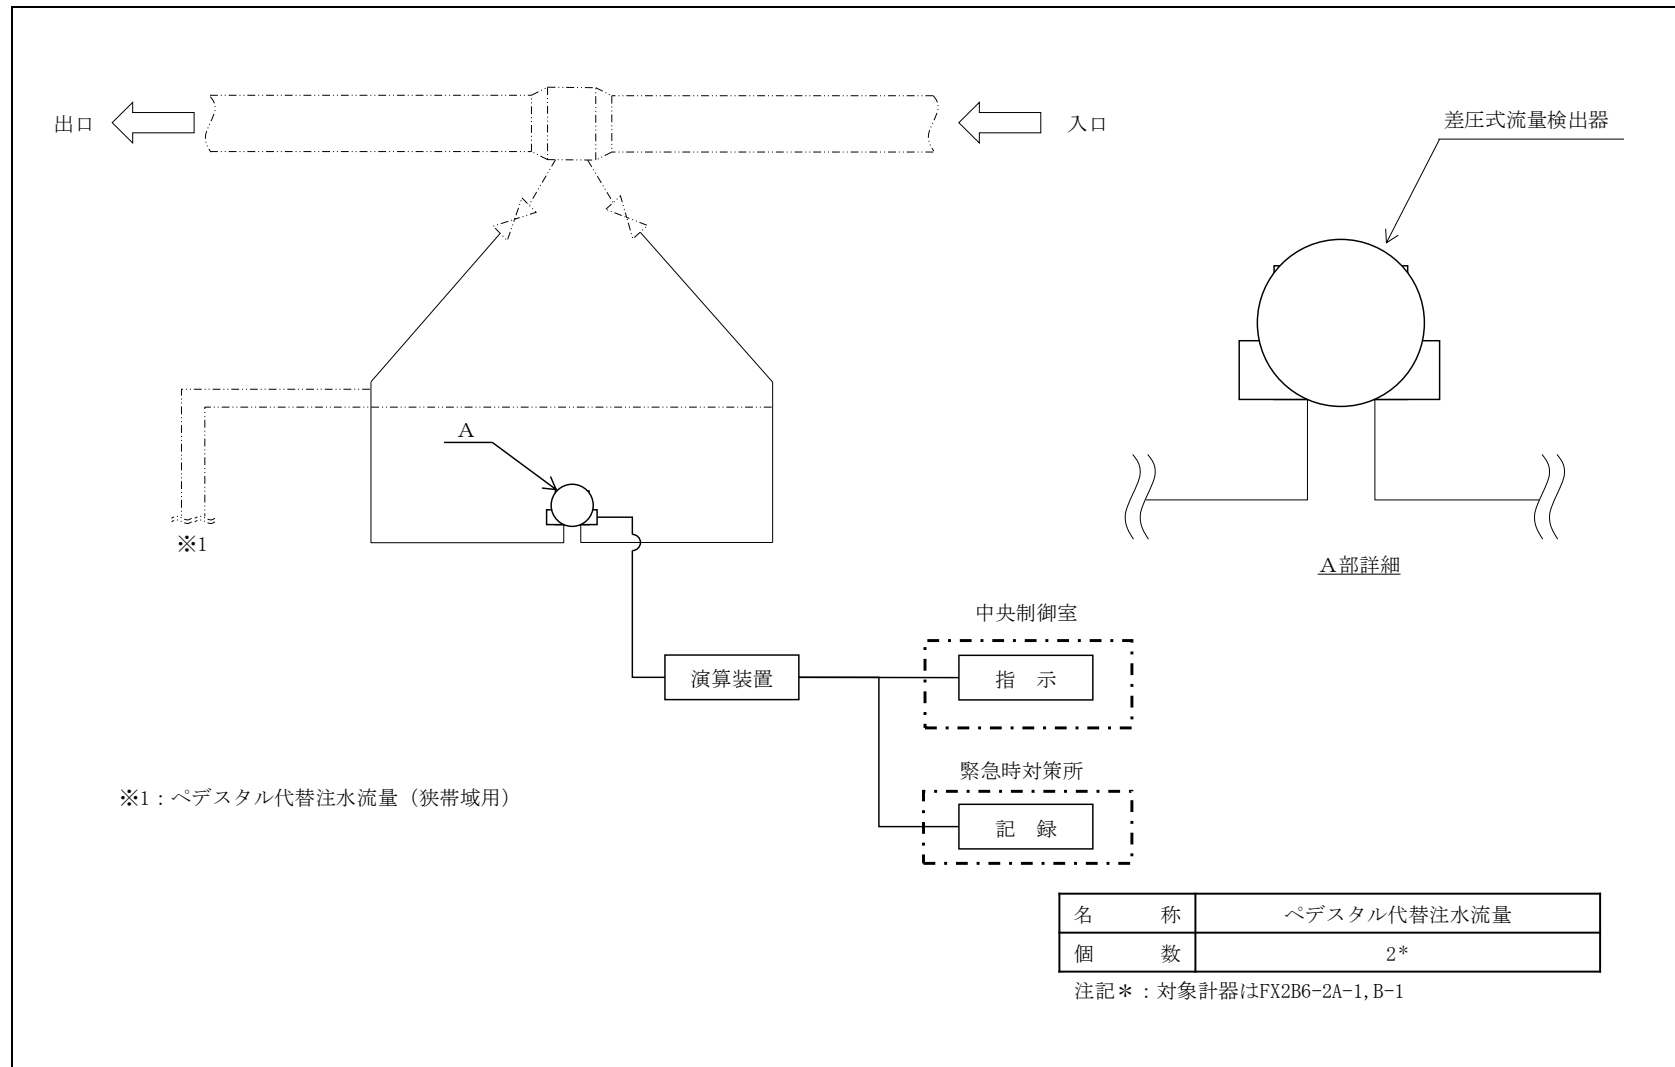 出口
入口
差圧式流量検出器
A
※1
A部詳細
中央制御室
演算装置
指　示
緊急時対策所
※1：ペデスタル代替注水流量（狭帯域用）
記　録
名　　称　ペデスタル代替注水流量
個　　数　2*
注記＊：対象計器はFX2B6-2A-1,B-1